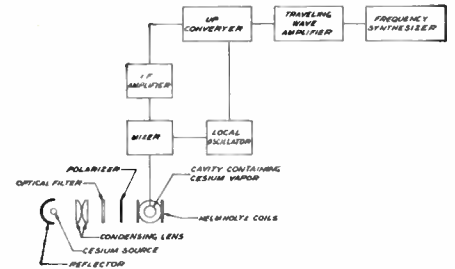 UP
CONVERTER
TRAVELING
WAVE
AMPLIFIER
FREQUENCY
SYNTHESIZER
I F
AMPLIFIER
MIXER
LOCAL
OSCILLATOR
POLARIZER
CAVITY CONTAINING
CESIUM VAPOR
OPTICAL FILTER
HELMHOLTZ COILS
CONDENSING LENS
CESIUM SOURCE
REFLECTOR